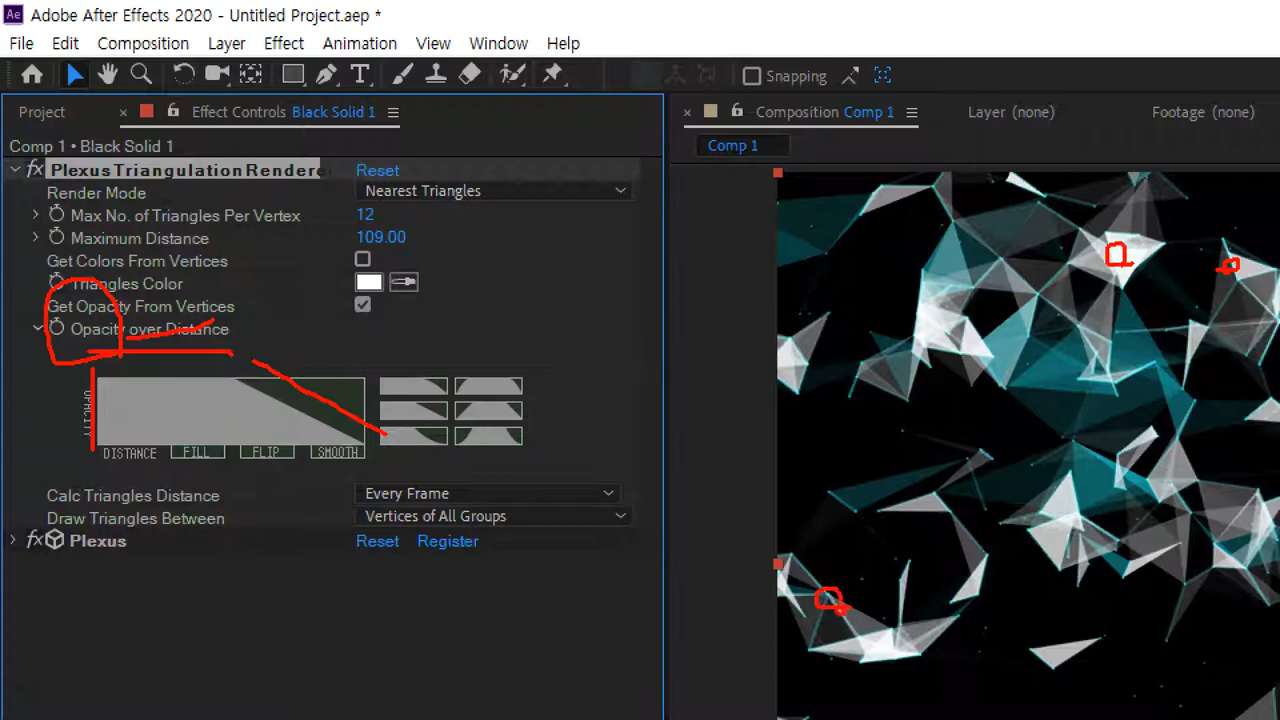 Ae Adobe After Effects 2020 - Untitled Project.aep *
File Edit Composition Layer Effect Animation View Window Help
T Snapping
Project × Effect Controls Black Solid 1 × Composition Comp 1 Layer (none) Footage (none)
Comp 1 • Black Solid 1
Comp 1
fx Plexus Triangulation Rendere Reset
Render Mode Nearest Triangles
Max No. of Triangles Per Vertex 12
Maximum Distance 109.00
Get Colors From Vertices
Triangles Color
Get Opacity From Vertices
Opacity over Distance
OPACITY
DISTANCE FILL FLIP SMOOTH
Calc Triangles Distance Every Frame
Draw Triangles Between Vertices of All Groups
fx Plexus Reset Register